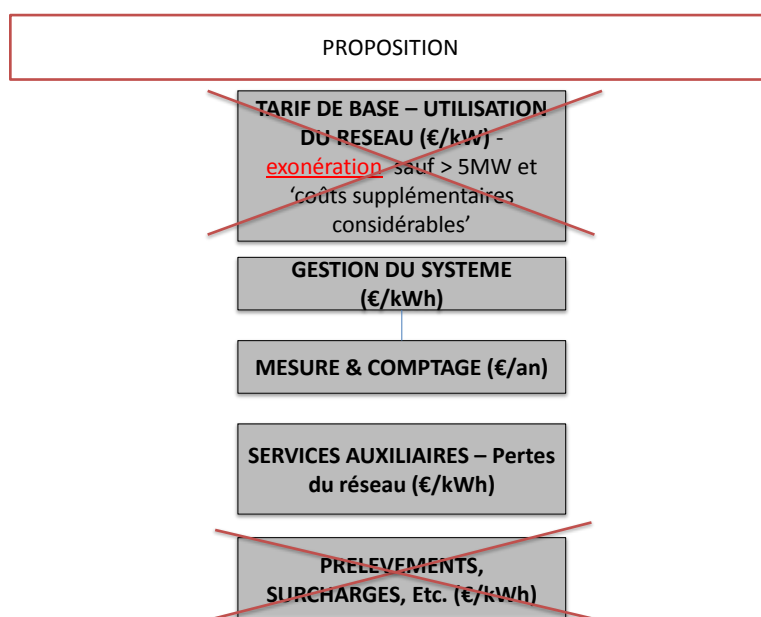 PROPOSITION
TARIF DE BASE – UTILISATION
DU RESEAU (€/kW) -
exonération sauf > 5MW et
‘coûts supplémentaires
considérables’
GESTION DU SYSTEME
(€/kWh)
MESURE & COMPTAGE (€/an)
SERVICES AUXILIAIRES – Pertes
du réseau (€/kWh)
PRELEVEMENTS,
SURCHARGES, Etc. (€/kWh)